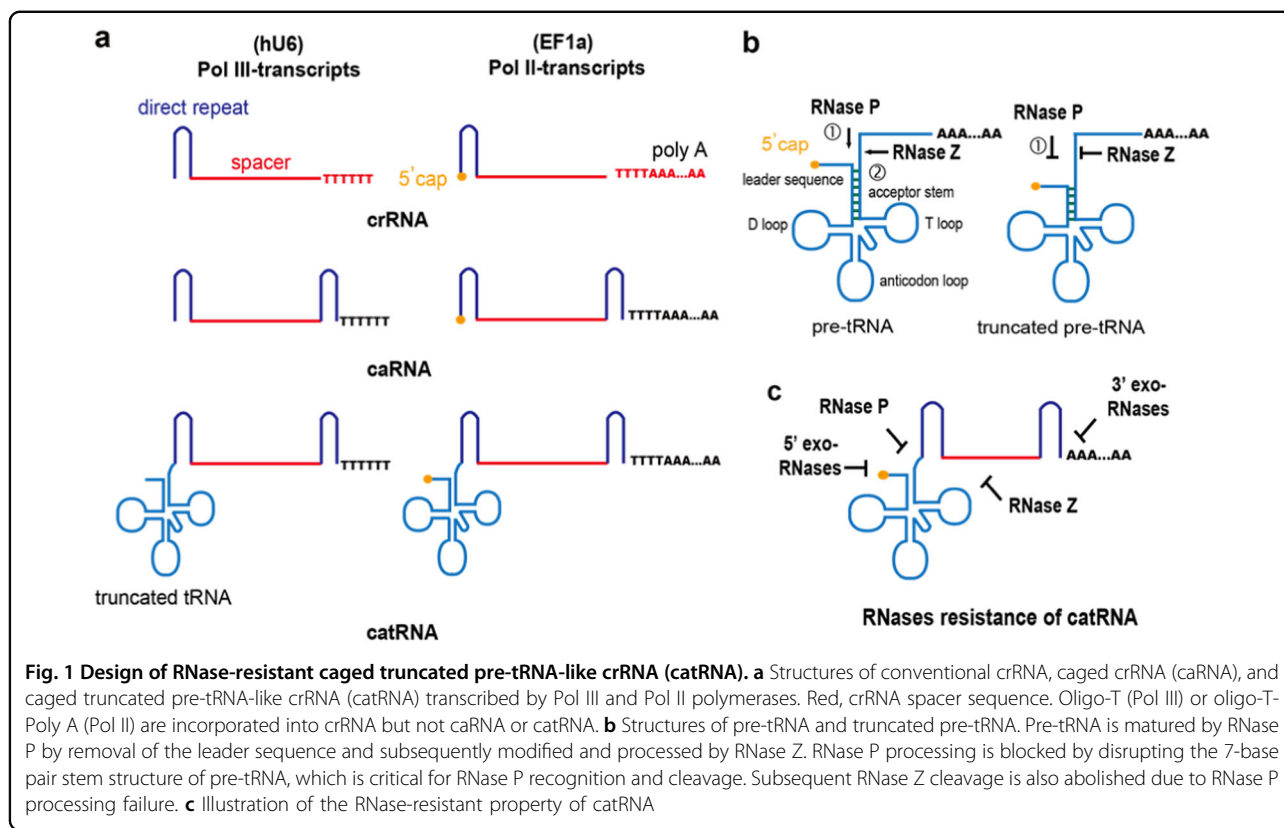 a
(hU6)
Pol III-transcripts
(EF1a)
Pol II-transcripts
direct repeat
spacer
TTTTTT
5’cap
poly A
TTTTAAA...AA
crRNA
TTTTTT
TTTTAAA...AA
caRNA
TTTTTT
TTTTAAA...AA
truncated tRNA
catRNA
b
RNase P
①
AAA...AA
5’cap
RNase Z
leader sequence
②
acceptor stem
D loop
T loop
anticodon loop
pre-tRNA
RNase P
①
AAA...AA
RNase Z
truncated pre-tRNA
c
RNase P
3’ exo-
RNases
5’ exo-
RNases
AAA...AA
RNase Z
RNases resistance of catRNA
Fig. 1 Design of RNase-resistant caged truncated pre-tRNA-like crRNA (catRNA). a Structures of conventional crRNA, caged crRNA (caRNA), and
caged truncated pre-tRNA-like crRNA (catRNA) transcribed by Pol III and Pol II polymerases. Red, crRNA spacer sequence. Oligo-T (Pol III) or oligo-T-
Poly A (Pol II) are incorporated into crRNA but not caRNA or catRNA. b Structures of pre-tRNA and truncated pre-tRNA. Pre-tRNA is matured by RNase
P by removal of the leader sequence and subsequently modified and processed by RNase Z. RNase P processing is blocked by disrupting the 7-base
pair stem structure of pre-tRNA, which is critical for RNase P recognition and cleavage. Subsequent RNase Z cleavage is also abolished due to RNase P
processing failure. c Illustration of the RNase-resistant property of catRNA